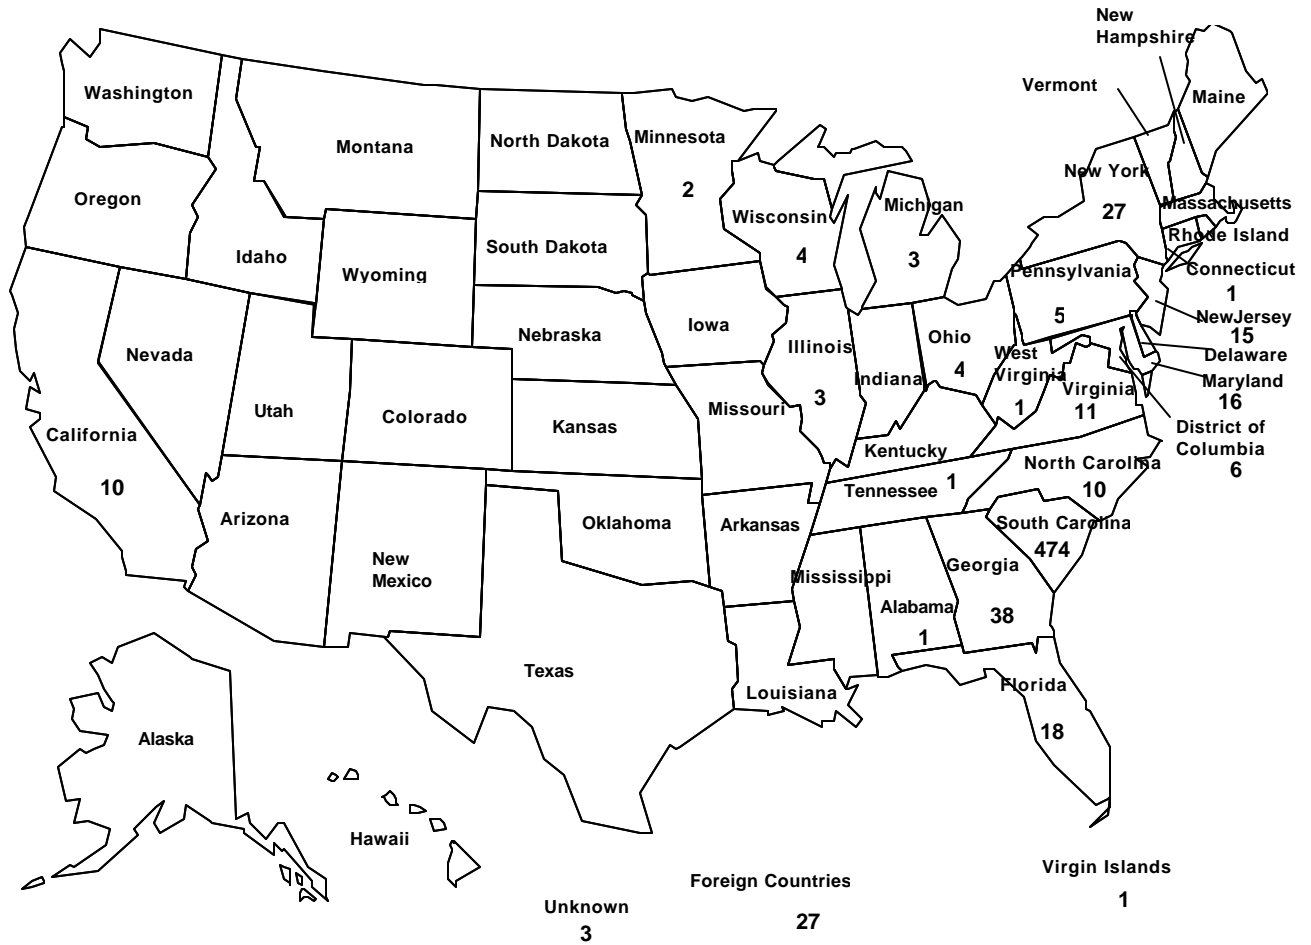 New
Hampshire
Vermont
Washington
Maine
Montana
North Dakota
Minnesota
2
Oregon
New York
27
Michigan
3
Massachusetts
Wisconsin
4
Rhode Island
South Dakota
Idaho
Wyoming
Pennsylvania
5
Connecticut
1
NewJersey
15
Iowa
Nebraska
Ohio
4
Illinois
3
Nevada
West
Virginia
1
Delaware
Indiana
Maryland
16
Virginia
11
Utah
Colorado
Missouri
Kansas
California
10
District of
Columbia
6
Kentucky
1
North Carolina
10
Tennessee
Arizona
Oklahoma
Arkansas
South Carolina
474
New
Mexico
Mississippi
Georgia
38
Alabama
1
Texas
Louisiana
Florida
18
Alaska
Hawaii
Virgin Islands
1
Foreign Countries
27
Unknown
3